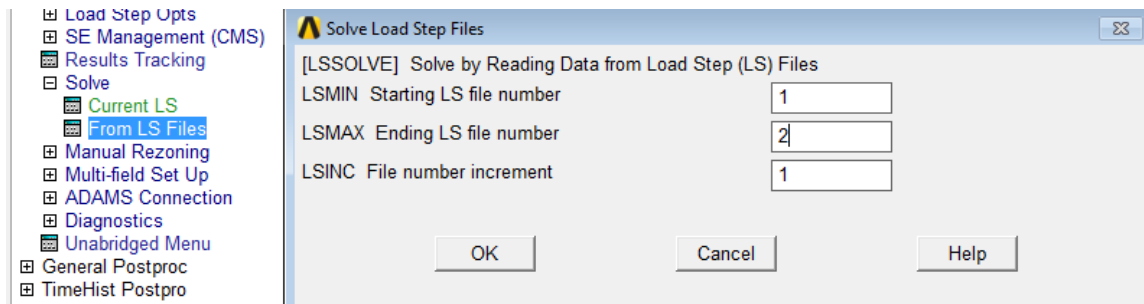 Load Step Opts
SE Management (CMS)
Results Tracking
Solve
Current LS
From LS Files
Manual Rezoning
Multi-field Set Up
ADAMS Connection
Diagnostics
Unabridged Menu
General Postproc
TimeHist Postpro
Solve Load Step Files
[LSSOLVE] Solve by Reading Data from Load Step (LS) Files
LSMIN Starting LS file number 1
LSMAX Ending LS file number 2
LSINC File number increment 1
OK Cancel Help